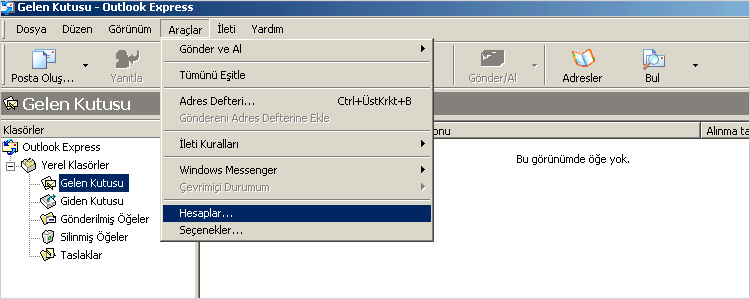 Gelen Kutusu - Outlook Express
Dosya Düzen Görünüm Araçlar İleti Yardım
Posta Oluş... Yanıtla Gönder/Al Adresler Bul
Gönder ve Al
Tümünü Eşitle
Adres Defteri... Ctrl+ÜstKrkt+B
Göndereni Adres Defterine Ekle
İleti Kuralları
Windows Messenger
Çevrimiçi Durumum
Hesaplar...
Seçenekler...
Gelen Kutusu
Klasörler
Outlook Express
Yerel Klasörler
Gelen Kutusu
Giden Kutusu
Gönderilmiş Öğeler
Silinmiş Öğeler
Taslaklar
onu Alınma ta
Bu görünümde öğe yok.